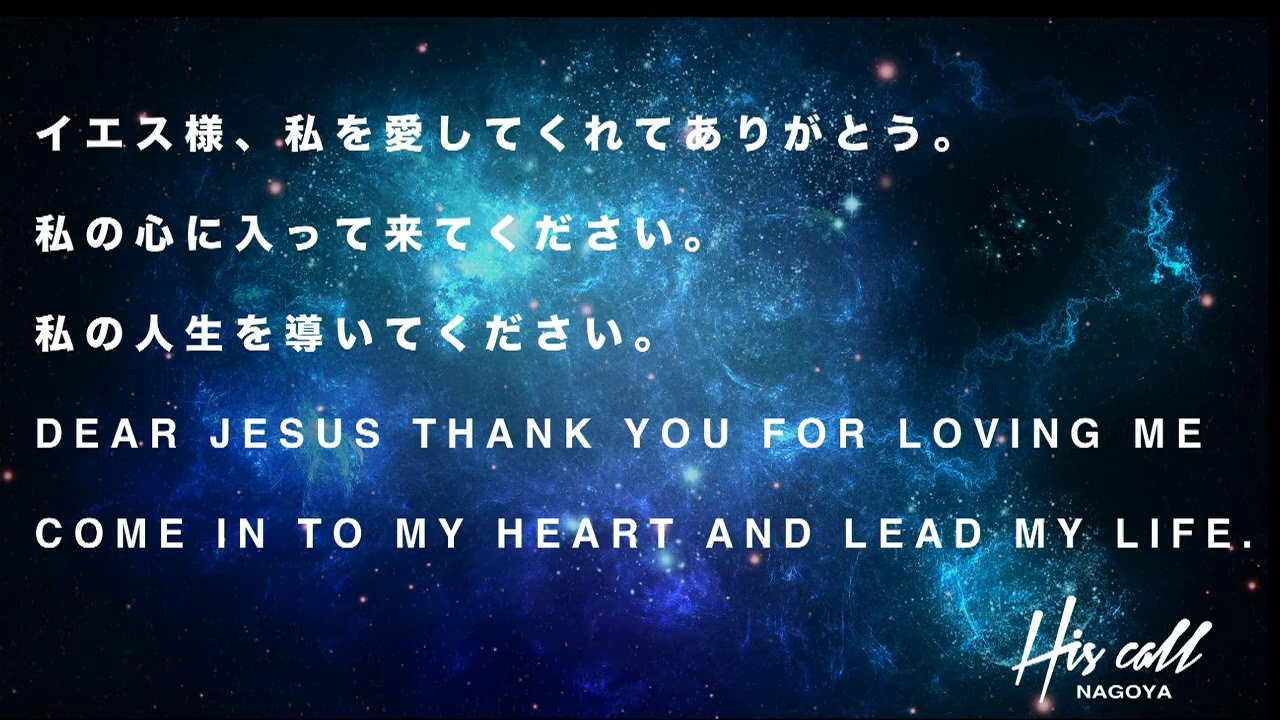 イエス様、私を愛してくれてありがとう。
私の心に入って来てください。
私の人生を導いてください。
DEAR JESUS THANK YOU FOR LOVING ME
COME IN TO MY HEART AND LEAD MY LIFE.
His call
NAGOYA